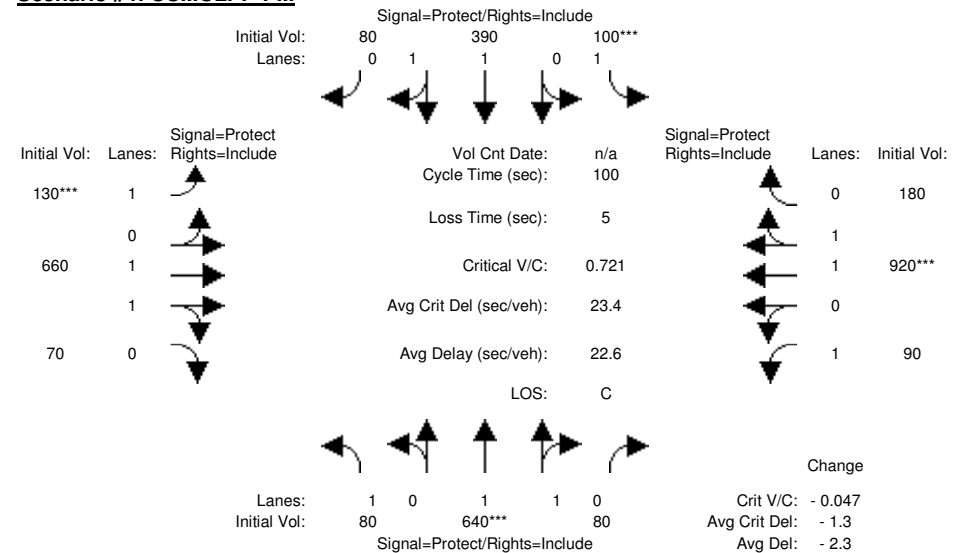 Signal=Protect/Rights=Include
Initial Vol: 80 390 100***
Lanes: 0 1 1 0 1
Signal=Protect
Initial Vol: Lanes: Rights=Include
Vol Cnt Date: n/a
Cycle Time (sec): 100
Signal=Protect
Rights=Include Lanes: Initial Vol:
130*** 1
0 180
Loss Time (sec): 5
0
1
660 1
Critical V/C: 0.721
1 920***
1
Avg Crit Del (sec/veh): 23.4
0
70 0
Avg Delay (sec/veh): 22.6
1 90
LOS: C
Lanes: 1 0 1 1 0
Initial Vol: 80 640*** 80
Signal=Protect/Rights=Include
Change
Crit V/C: - 0.047
Avg Crit Del: - 1.3
Avg Del: - 2.3